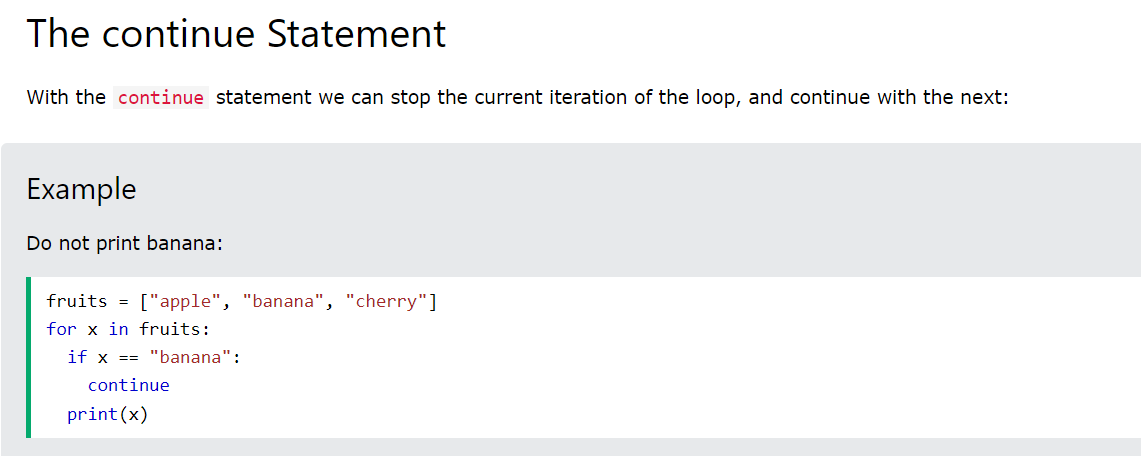 The continue Statement
With the continue statement we can stop the current iteration of the loop, and continue with the next:
Example
Do not print banana:
fruits = ["apple", "banana", "cherry"]
for x in fruits:
  if x == "banana":
    continue
  print(x)